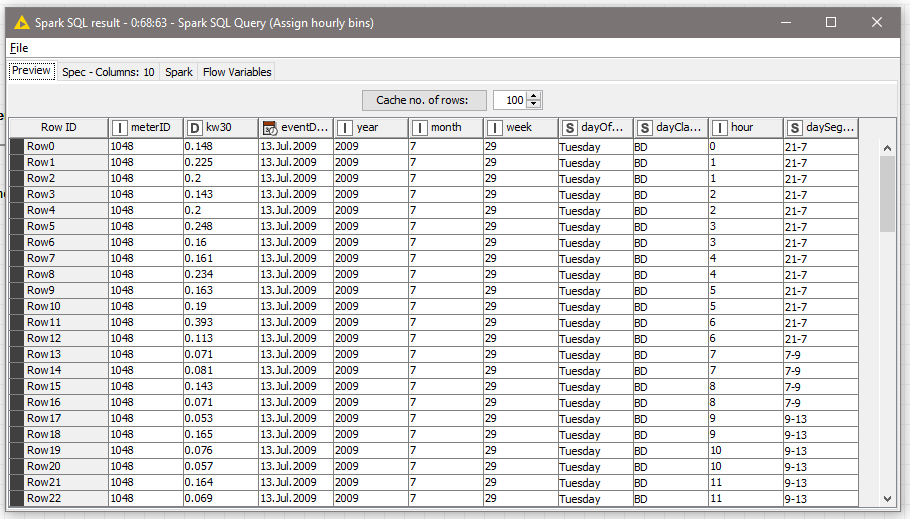 Spark SQL result - 0:68:63 - Spark SQL Query (Assign hourly bins)
File
Preview Spec - Columns: 10 Spark Flow Variables
Cache no. of rows: 100
Row ID I meterID D kw30 eventD... I year I month I week S dayOf... S dayCla... I hour S daySeg...
Row0 1048 0.148 13.Jul.2009 2009 7 29 Tuesday BD 0 21-7
Row1 1048 0.225 13.Jul.2009 2009 7 29 Tuesday BD 1 21-7
Row2 1048 0.2 13.Jul.2009 2009 7 29 Tuesday BD 1 21-7
Row3 1048 0.143 13.Jul.2009 2009 7 29 Tuesday BD 2 21-7
Row4 1048 0.2 13.Jul.2009 2009 7 29 Tuesday BD 2 21-7
Row5 1048 0.248 13.Jul.2009 2009 7 29 Tuesday BD 3 21-7
Row6 1048 0.16 13.Jul.2009 2009 7 29 Tuesday BD 3 21-7
Row7 1048 0.161 13.Jul.2009 2009 7 29 Tuesday BD 4 21-7
Row8 1048 0.234 13.Jul.2009 2009 7 29 Tuesday BD 4 21-7
Row9 1048 0.163 13.Jul.2009 2009 7 29 Tuesday BD 5 21-7
Row10 1048 0.19 13.Jul.2009 2009 7 29 Tuesday BD 5 21-7
Row11 1048 0.393 13.Jul.2009 2009 7 29 Tuesday BD 6 21-7
Row12 1048 0.113 13.Jul.2009 2009 7 29 Tuesday BD 6 21-7
Row13 1048 0.071 13.Jul.2009 2009 7 29 Tuesday BD 7 7-9
Row14 1048 0.081 13.Jul.2009 2009 7 29 Tuesday BD 7 7-9
Row15 1048 0.143 13.Jul.2009 2009 7 29 Tuesday BD 8 7-9
Row16 1048 0.071 13.Jul.2009 2009 7 29 Tuesday BD 8 7-9
Row17 1048 0.053 13.Jul.2009 2009 7 29 Tuesday BD 9 9-13
Row18 1048 0.165 13.Jul.2009 2009 7 29 Tuesday BD 9 9-13
Row19 1048 0.076 13.Jul.2009 2009 7 29 Tuesday BD 10 9-13
Row20 1048 0.057 13.Jul.2009 2009 7 29 Tuesday BD 10 9-13
Row21 1048 0.164 13.Jul.2009 2009 7 29 Tuesday BD 11 9-13
Row22 1048 0.069 13.Jul.2009 2009 7 29 Tuesday BD 11 9-13